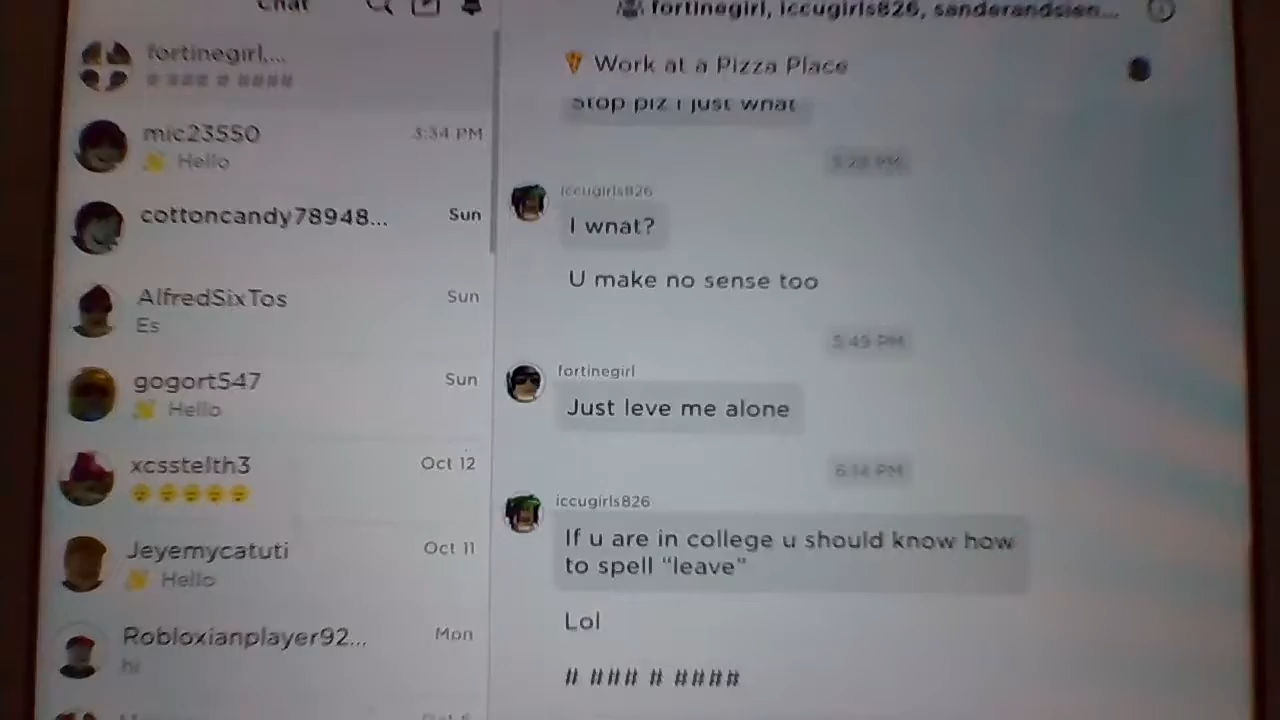 Chat
fortinegirl, iccugirls826, sanderandsien...
fortinegirl,...
# ### # ####
mic23550
3:34 PM
👋 Hello
cottoncandy78948...
Sun
AlfredSixTos
Sun
Es
gogort547
Sun
👋 Hello
xcsstelth3
Oct 12
Jeyemycatuti
Oct 11
👋 Hello
Robloxianplayer92...
Mon
hi
Work at a Pizza Place
Stop plz i just wnat
iccugirls826
I wnat?
U make no sense too
5:49 PM
fortinegirl
Just leve me alone
6:14 PM
iccugirls826
If u are in college u should know how
to spell “leave”
Lol
# ### # ####